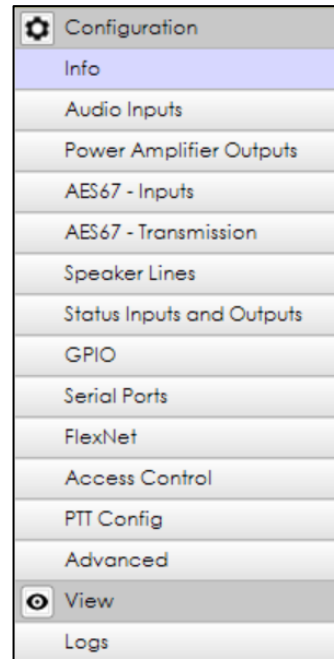 Configuration
Info
Audio Inputs
Power Amplifier Outputs
AES67 - Inputs
AES67 - Transmission
Speaker Lines
Status Inputs and Outputs
GPIO
Serial Ports
FlexNet
Access Control
PTT Config
Advanced
View
Logs